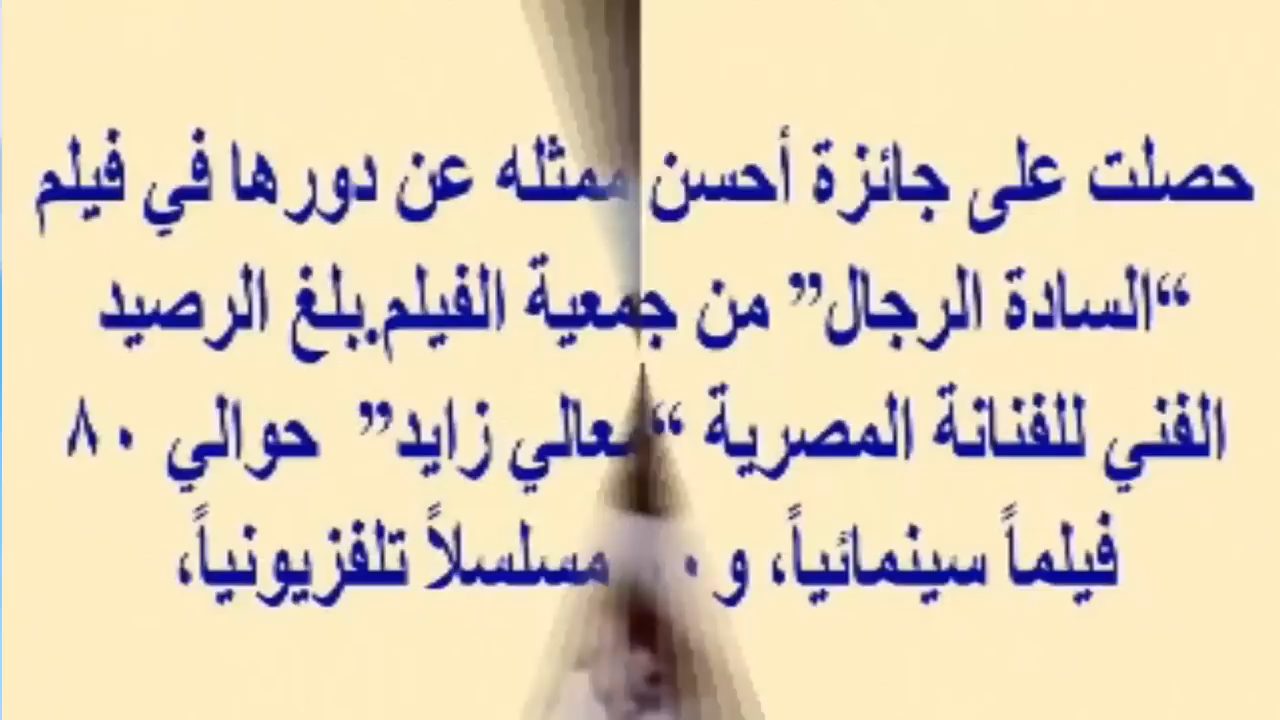 حصلت على جائزة أحسن ممثله عن دورها في فيلم
“السادة الرجال” من جمعية الفيلم.بلغ الرصيد
الفني للفنانة المصرية “معالي زايد” حوالي ٨٠
فيلماً سينمائياً، و مسلسلاً تلفزيونياً،